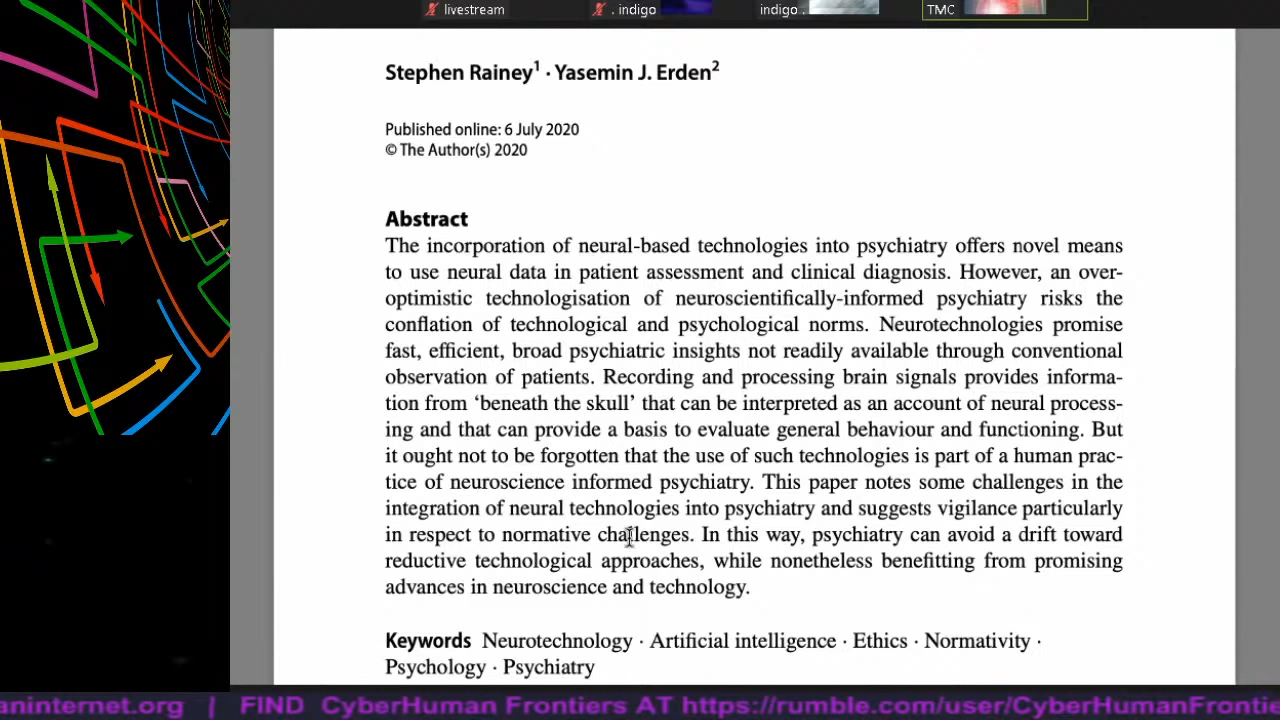 livestream
. indigo
indigo .
TMC
Stephen Rainey1 · Yasemin J. Erden2
Published online: 6 July 2020
© The Author(s) 2020
Abstract
The incorporation of neural-based technologies into psychiatry offers novel means
to use neural data in patient assessment and clinical diagnosis. However, an over-
optimistic technologisation of neuroscientifically-informed psychiatry risks the
conflation of technological and psychological norms. Neurotechnologies promise
fast, efficient, broad psychiatric insights not readily available through conventional
observation of patients. Recording and processing brain signals provides informa-
tion from ‘beneath the skull’ that can be interpreted as an account of neural process-
ing and that can provide a basis to evaluate general behaviour and functioning. But
it ought not to be forgotten that the use of such technologies is part of a human prac-
tice of neuroscience informed psychiatry. This paper notes some challenges in the
integration of neural technologies into psychiatry and suggests vigilance particularly
in respect to normative challenges. In this way, psychiatry can avoid a drift toward
reductive technological approaches, while nonetheless benefitting from promising
advances in neuroscience and technology.
Keywords Neurotechnology · Artificial intelligence · Ethics · Normativity ·
Psychology · Psychiatry
aninternet.org | FIND CyberHuman Frontiers AT https://rumble.com/user/CyberHumanFrontie